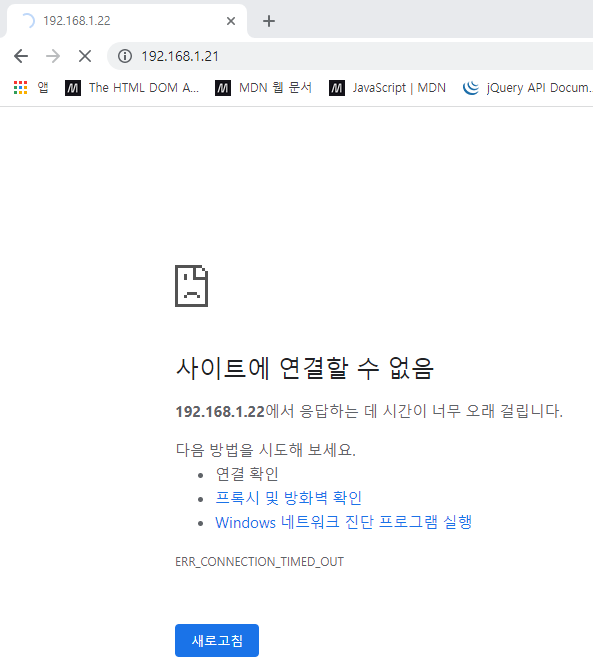 192.168.1.22
192.168.1.21
앱 The HTML DOM A... MDN 웹 문서 JavaScript | MDN jQuery API Docum...
사이트에 연결할 수 없음
192.168.1.22에서 응답하는 데 시간이 너무 오래 걸립니다.
다음 방법을 시도해 보세요.
연결 확인
프록시 및 방화벽 확인
Windows 네트워크 진단 프로그램 실행
ERR_CONNECTION_TIMED_OUT
새로고침